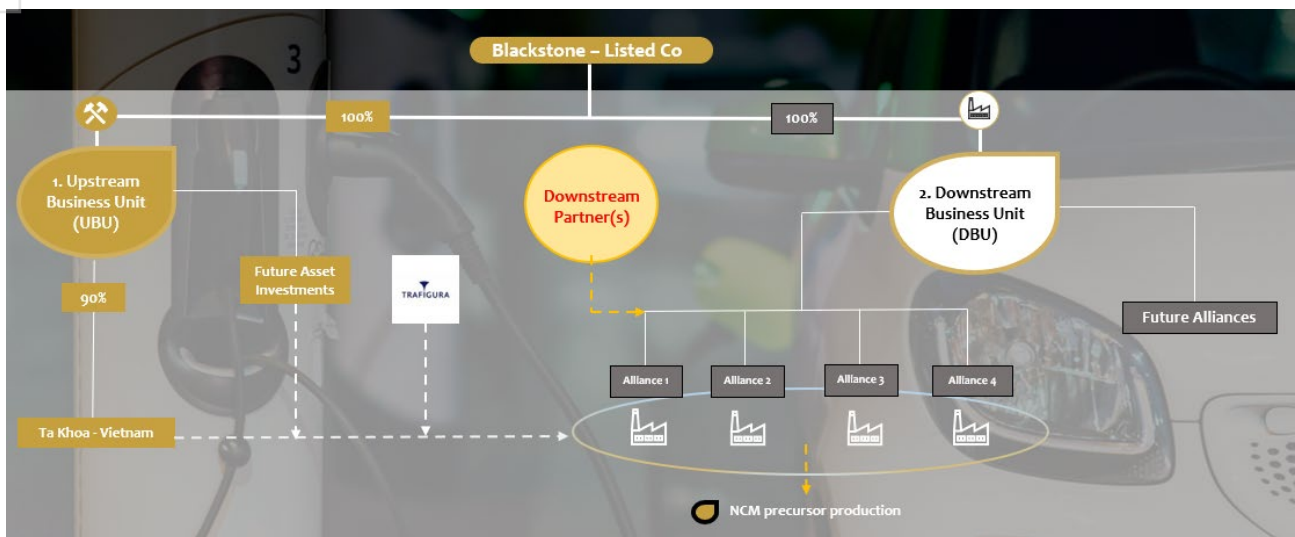 Blackstone – Listed Co
3
100%
100%
1. Upstream
Business Unit
(UBU)
Downstream
Partner(s)
2. Downstream
Business Unit
(DBU)
Future Asset
Investments
90%
TRAFIGURA
Future Alliances
Alliance 1
Alliance 2
Alliance 3
Alliance 4
Ta Khoa - Vietnam
NCM precursor production